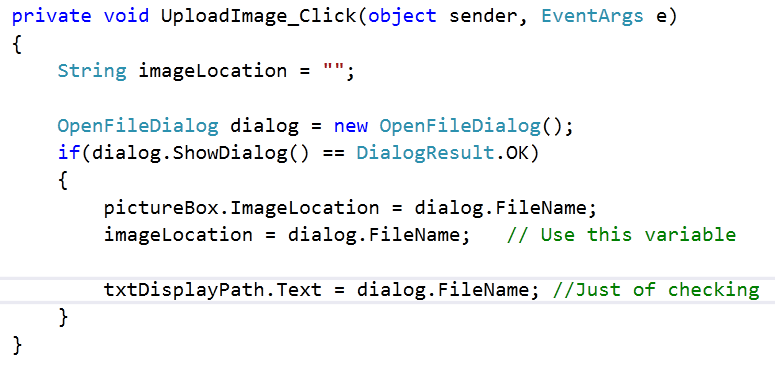 private void UploadImage_Click(object sender, EventArgs e)
{
    String imageLocation = "";

    OpenFileDialog dialog = new OpenFileDialog();
    if(dialog.ShowDialog() == DialogResult.OK)
    {
        pictureBox.ImageLocation = dialog.FileName;
        imageLocation = dialog.FileName;   // Use this variable

        txtDisplayPath.Text = dialog.FileName; //Just of checking
    }
}